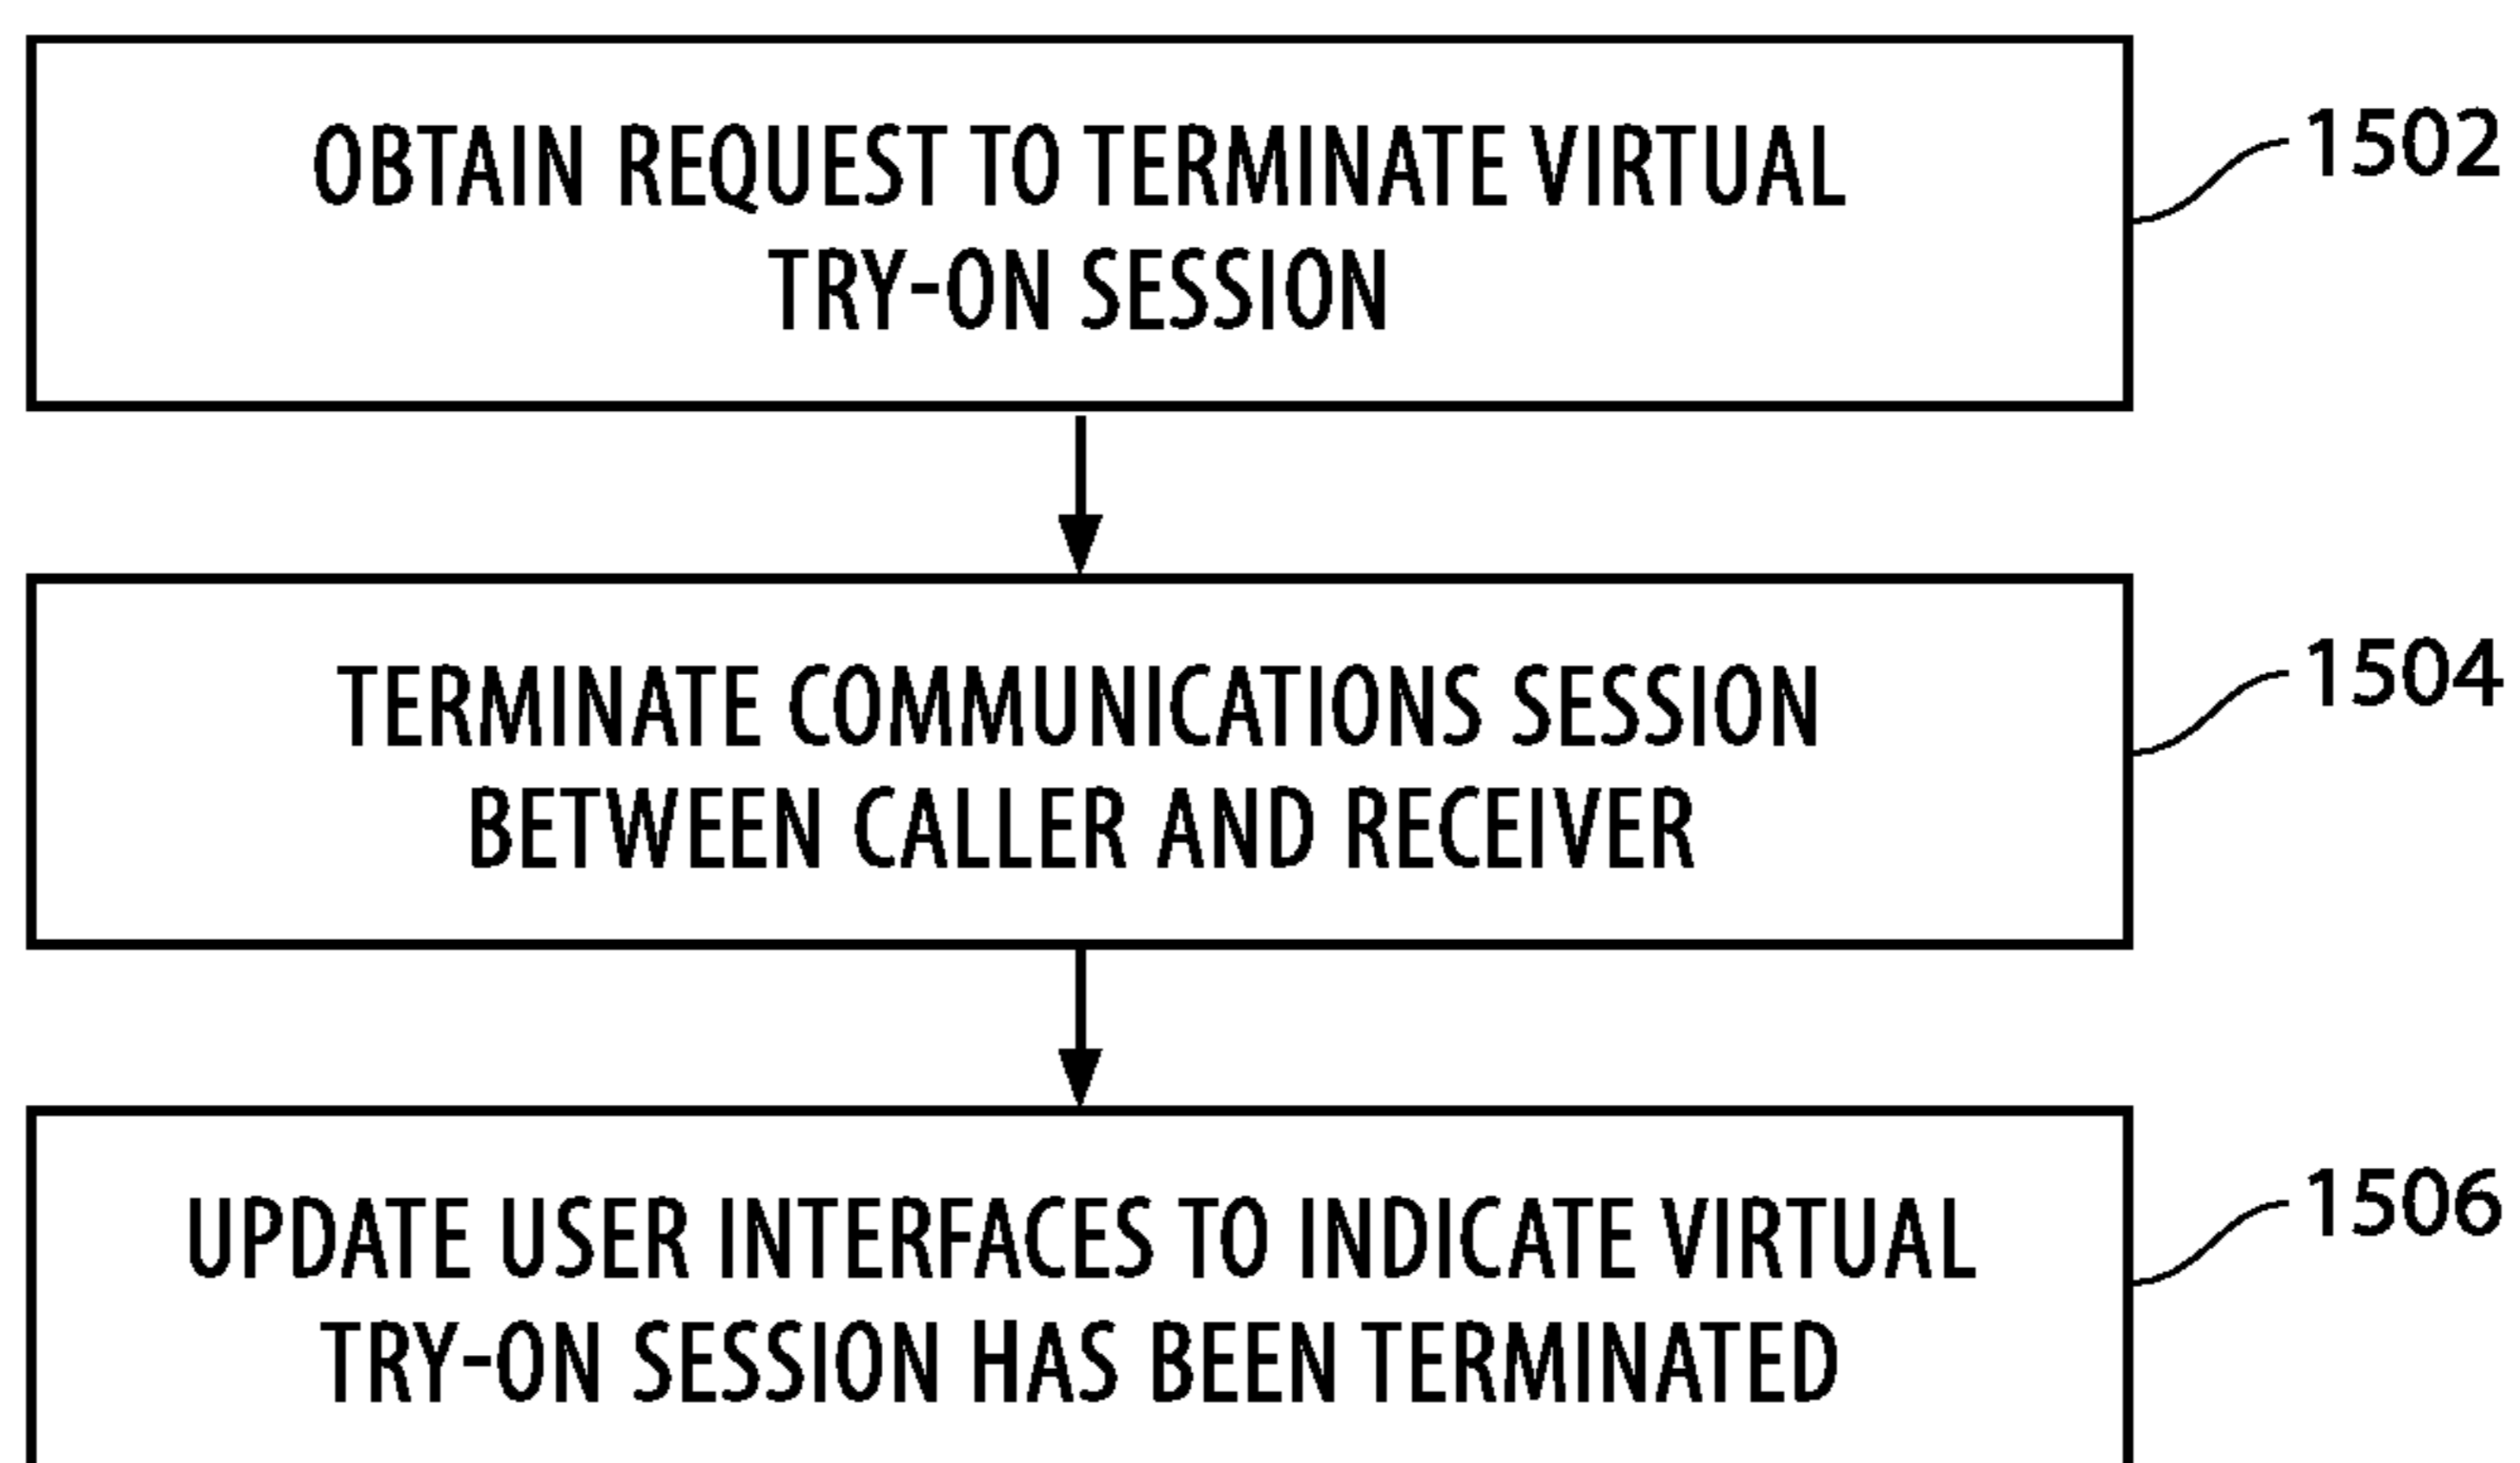 OBTAIN REQUEST TO TERMINATE VIRTUAL
TRY-ON SESSION
1502
TERMINATE COMMUNICATIONS SESSION
BETWEEN CALLER AND RECEIVER
1504
UPDATE USER INTERFACES TO INDICATE VIRTUAL
TRY-ON SESSION HAS BEEN TERMINATED
1506